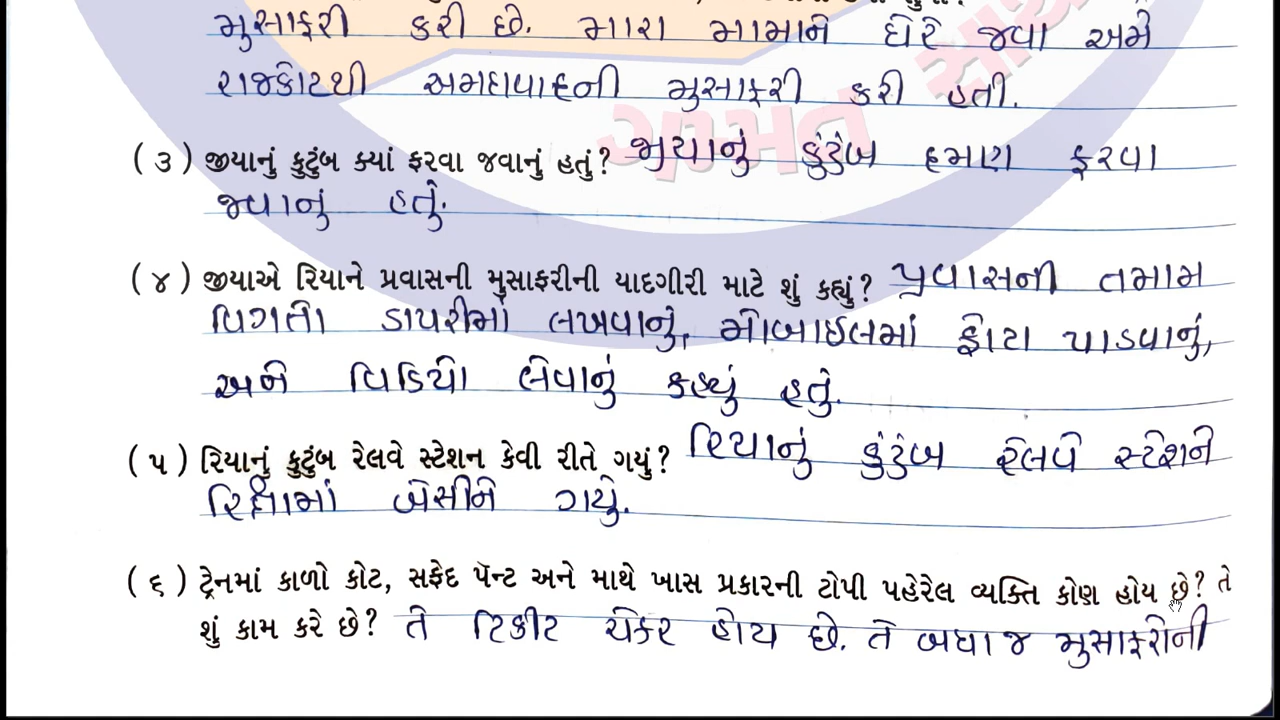 મુસાફરી કરી છે. મારા મામાને ઘેરે જવા અમે
રાજકોટથી અમદાવાદની મુસાફરી કરી હતી.
(૩) જીયાનું કુટુંબ ક્યાં ફરવા જવાનું હતું? જીયાનું કુટુંબ દમણ ફરવા
જવાનું હતું.
(૪) જીયાએ રિયાને પ્રવાસની મુસાફરીની યાદગીરી માટે શું કહ્યું? પ્રવાસની તમામ
વિગતો ડાયરીમાં લખવાનું, મોબાઈલમાં ફોટા પાડવાનું,
અને વિડિયો લેવાનું કહ્યું હતું.
(૫) રિયાનું કુટુંબ રેલવે સ્ટેશન કેવી રીતે ગયું? રિયાનું કુટુંબ રેલવે સ્ટેશને
રિક્ષામાં બેસીને ગયું.
(૬) ટ્રેનમાં કાળો કોટ, સફેદ પૅન્ટ અને માથે ખાસ પ્રકારની ટોપી પહેરેલ વ્યક્તિ કોણ હોય છે? તે
શું કામ કરે છે? તે ટિકીટ ચેકર હોય છે. તે બધા જ મુસાફરોની